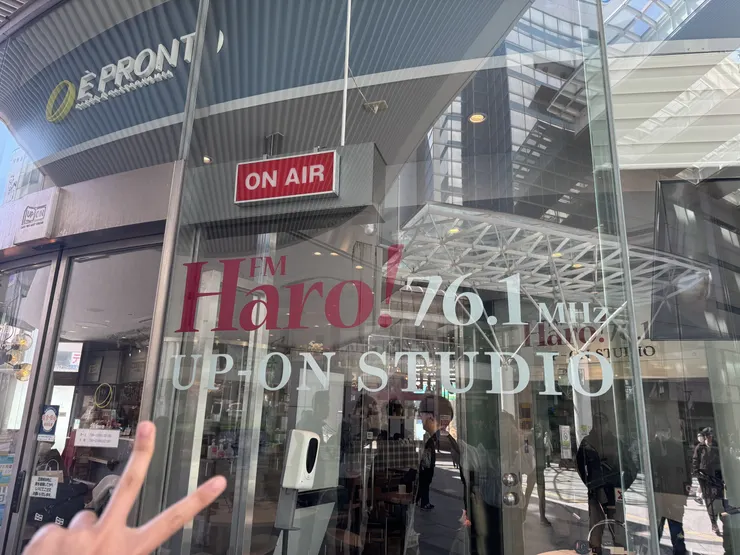 È PRONTO
ON AIR
FM
Haro! 76.1 MHz
UP-ON STUDIO